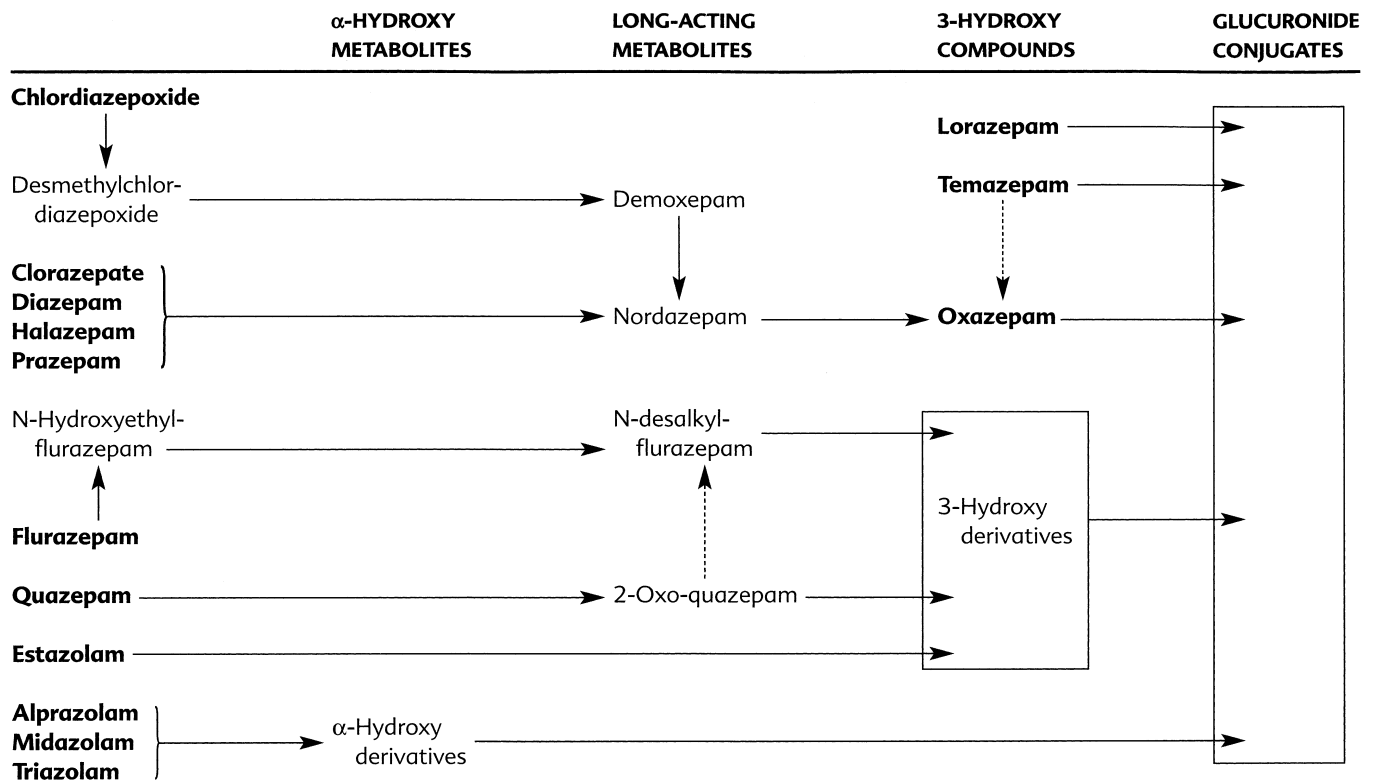 α-HYDROXY
METABOLITES
LONG-ACTING
METABOLITES
3-HYDROXY
COMPOUNDS
GLUCURONIDE
CONJUGATES
Chlordiazepoxide
Lorazepam
Desmethylchlor-
diazepoxide
Demoxepam
Temazepam
Clorazepate
Diazepam
Halazepam
Prazepam
Nordazepam
Oxazepam
N-Hydroxyethyl-
flurazepam
N-desalkyl-
flurazepam
Flurazepam
3-Hydroxy
derivatives
Quazepam
2-Oxo-quazepam
Estazolam
Alprazolam
Midazolam
Triazolam
α-Hydroxy
derivatives